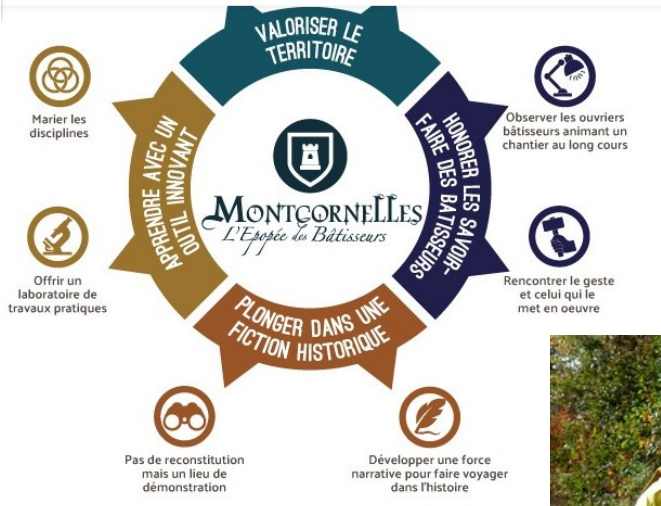 VALORISER LE
TERRITOIRE
Marier les
disciplines
Observer les ouvriers
bâtisseurs animant un
chantier au long cours
APPRENDRE AVEC UN
OUTIL INNOVANT
HONORER LES SAVOIR-
FAIRE DES BATISSEURS
MONTCORNELLES
L'Epopée des Bâtisseurs
Offrir un
laboratoire de
travaux pratiques
Rencontrer le geste
et celui qui le
met en oeuvre
PLONGER DANS UNE
FICTION HISTORIQUE
Pas de reconstitution
mais un lieu de
démonstration
Développer une force
narrative pour faire voyager
dans l'histoire